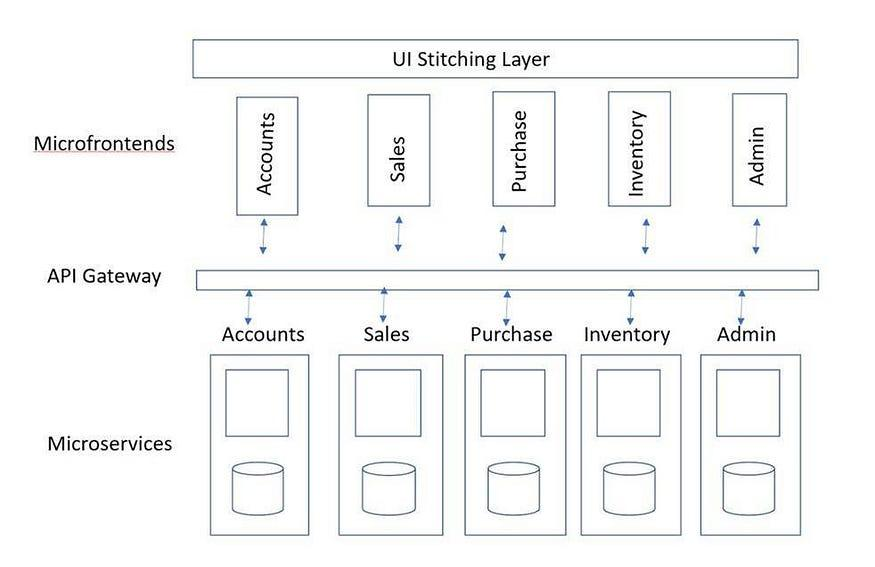 UI Stitching Layer
Microfrontends
Accounts
Sales
Purchase
Inventory
Admin
API Gateway
Accounts
Sales
Purchase
Inventory
Admin
Microservices